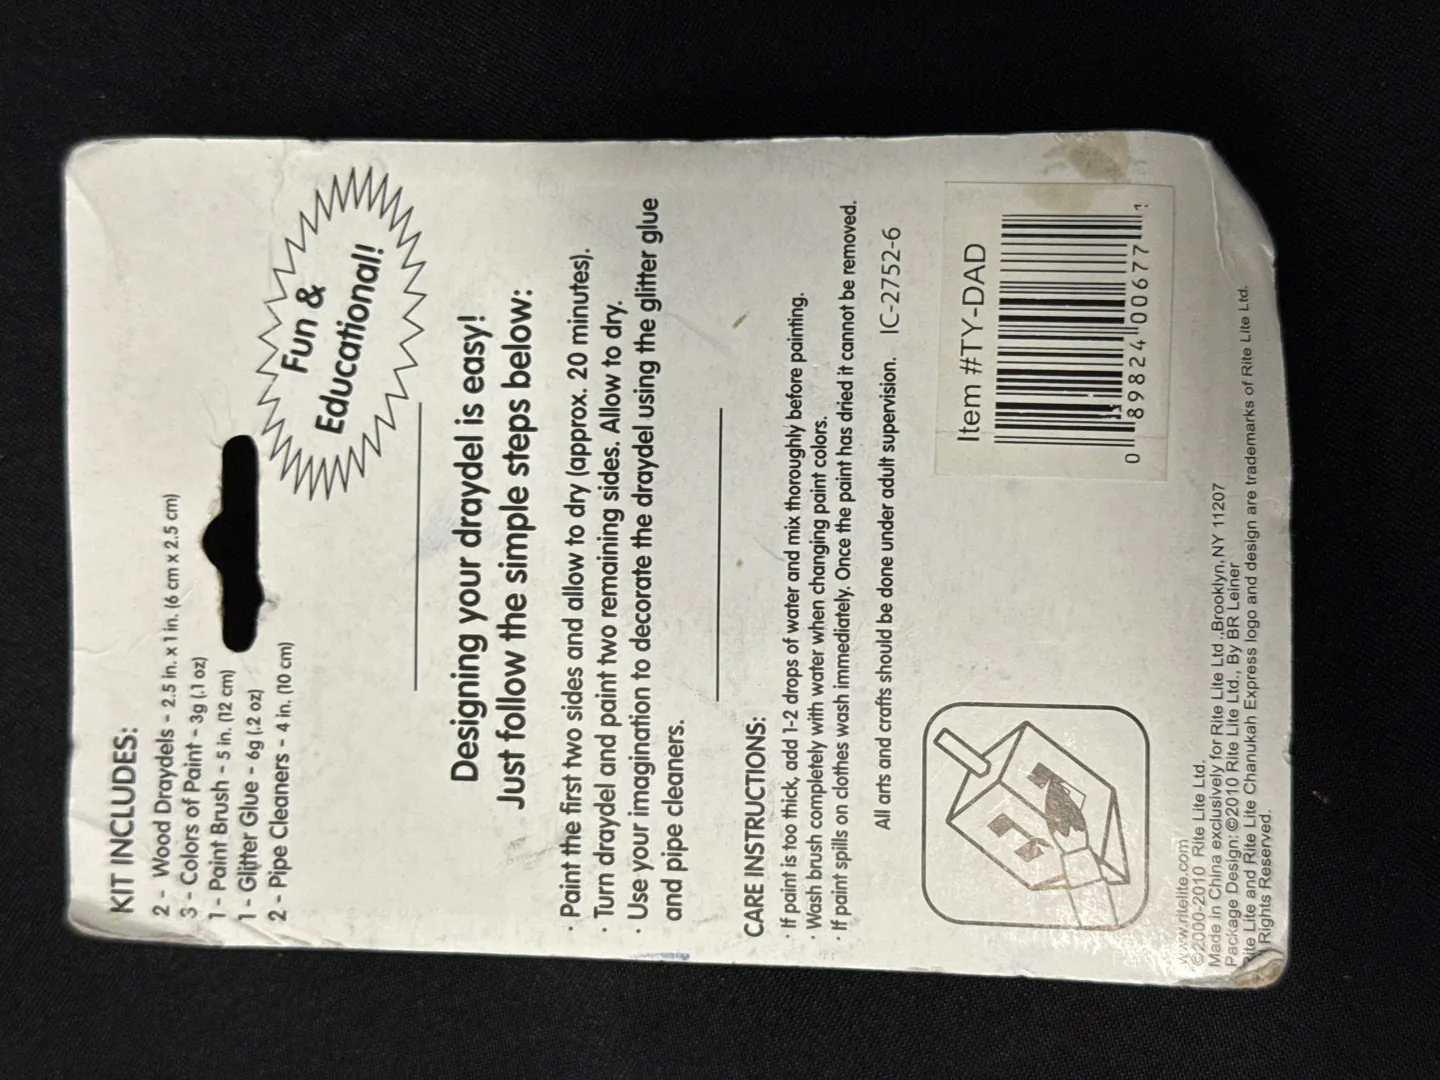 KIT INCLUDES:
2 - Wood Draydels - 2.5 in. x 1 in. (6 cm x 2.5 cm)
3 - Colors of Paint - 3g (.1 oz)
1 - Paint Brush - 5 in. (12 cm)
1 - Glitter Glue - 6g (.2 oz)
2 - Pipe Cleaners - 4 in. (10 cm)
Fun &
Educational!
Designing your draydel is easy!
Just follow the simple steps below:
· Paint the first two sides and allow to dry (approx. 20 minutes).
· Turn draydel and paint two remaining sides. Allow to dry.
· Use your imagination to decorate the draydel using the glitter glue
and pipe cleaners.
CARE INSTRUCTIONS:
· If paint is too thick, add 1-2 drops of water and mix thoroughly before painting.
· Wash brush completely with water when changing paint colors.
· If paint spills on clothes wash immediately. Once the paint has dried it cannot be removed.
All arts and crafts should be done under adult supervision. IC-2752-6
Item #TY-DAD
0 89824 00677 1
www.ritelite.com
©2000-2010 Rite Lite Ltd.
Made in China exclusively for Rite Lite Ltd.,Brooklyn,NY 11207
Package Design: ©2010 Rite Lite Ltd., By BR Leiner
Rite Lite and Rite Lite Chanukah Express logo and design are trademarks of Rite Lite Ltd.
Rights Reserved.